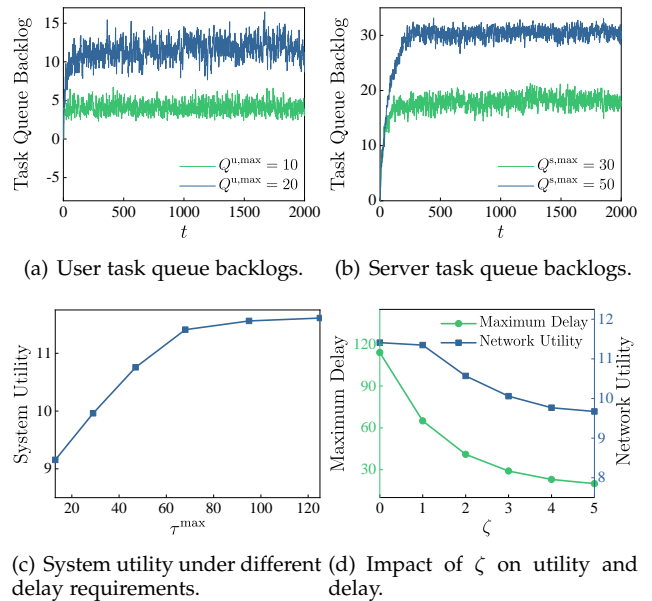 Task Queue Backlog
15
10
5
0
-5
Q^{u,max} = 10
Q^{u,max} = 20
0 500 1000 1500 2000
t
(a) User task queue backlogs.
Task Queue Backlog
30
20
10
0
Q^{s,max} = 30
Q^{s,max} = 50
0 500 1000 1500 2000
t
(b) Server task queue backlogs.
System Utility
11
10
9
20 40 60 80 100 120
τ^{max}
(c) System utility under different
delay requirements.
Maximum Delay
120
90
60
30
Maximum Delay
Network Utility
12
11
10
9
8
Network Utility
0 1 2 3 4 5
ζ
(d) Impact of ζ on utility and
delay.